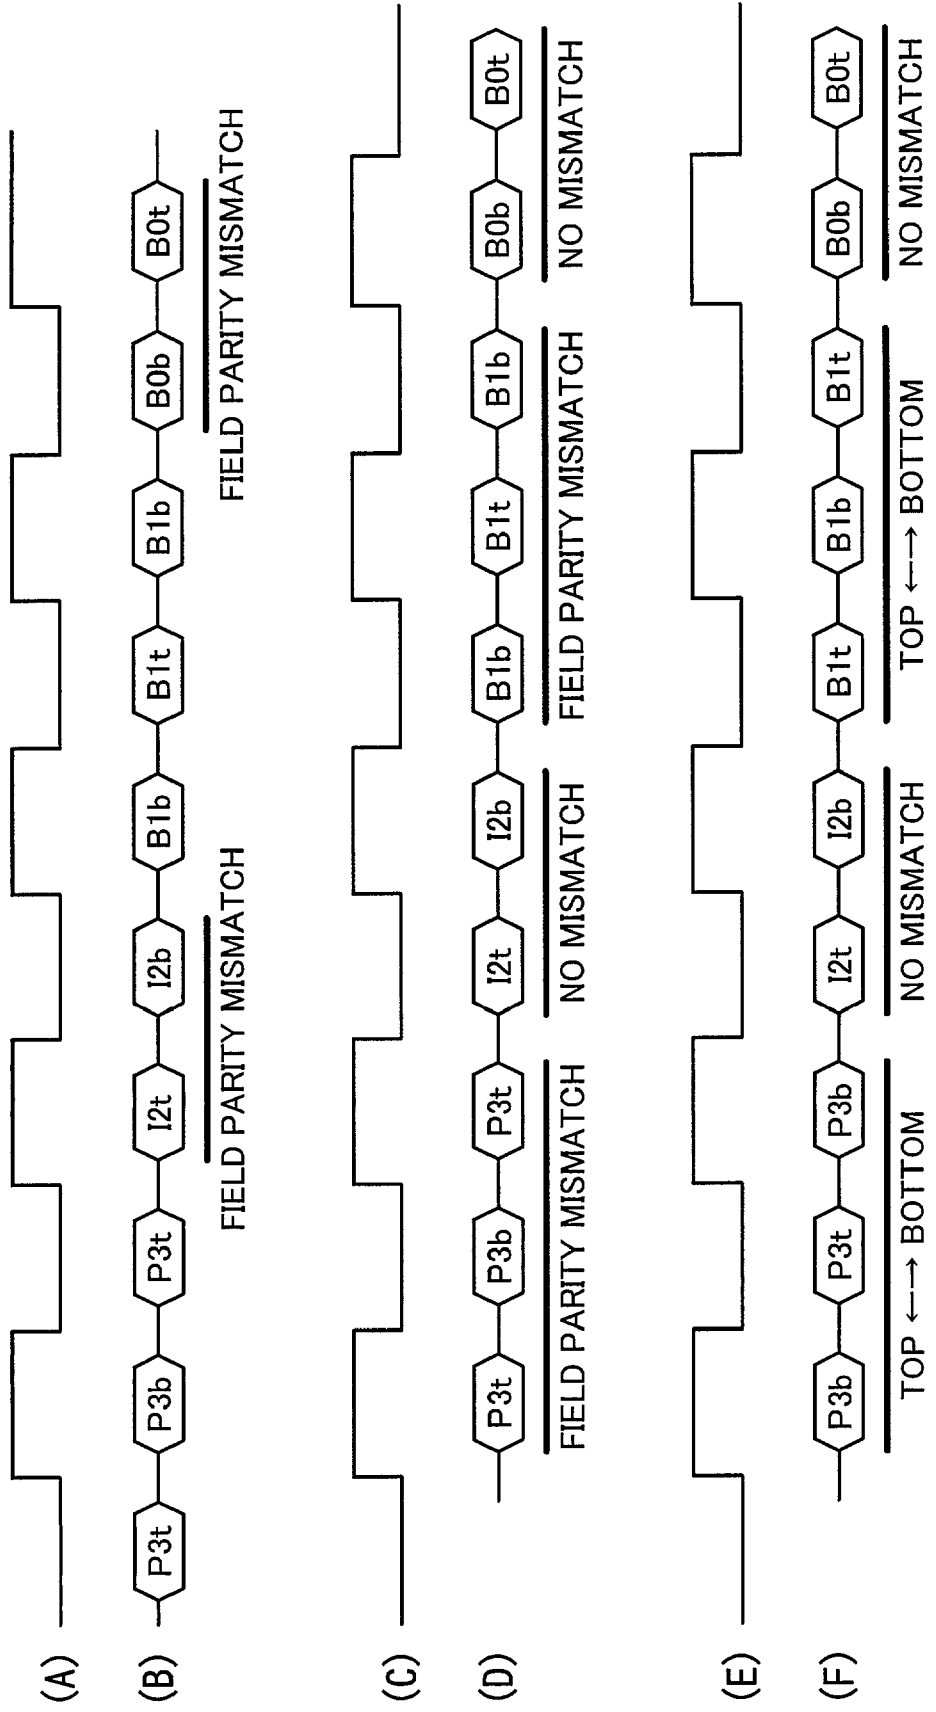 (A)
(B)
P3t P3b P3t I2t I2b B1b B1t B1b B0b B0t
FIELD PARITY MISMATCH FIELD PARITY MISMATCH
(C)
(D)
P3t P3b P3t I2t I2b B1b B1t B1b B0b B0t
FIELD PARITY MISMATCH NO MISMATCH FIELD PARITY MISMATCH NO MISMATCH
(E)
(F)
P3b P3t P3b I2t I2b B1t B1b B1t B0b B0t
TOP ←→ BOTTOM NO MISMATCH TOP ←→ BOTTOM NO MISMATCH